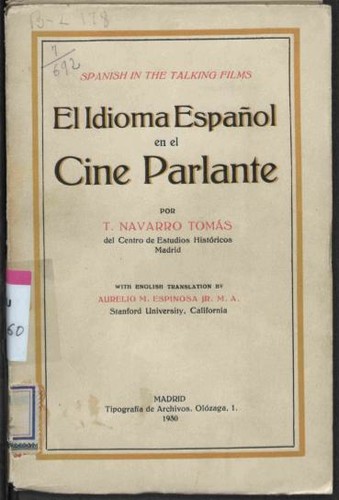 7
692
SPANISH IN THE TALKING FILMS
El Idioma Español
en el
Cine Parlante
POR
T. NAVARRO TOMÁS
del Centro de Estudios Históricos
Madrid
WITH ENGLISH TRANSLATION BY
AURELIO M. ESPINOSA JR. M. A.
Stanford University, California
MADRID
Tipografía de Archivos. Olózaga, 1.
1930